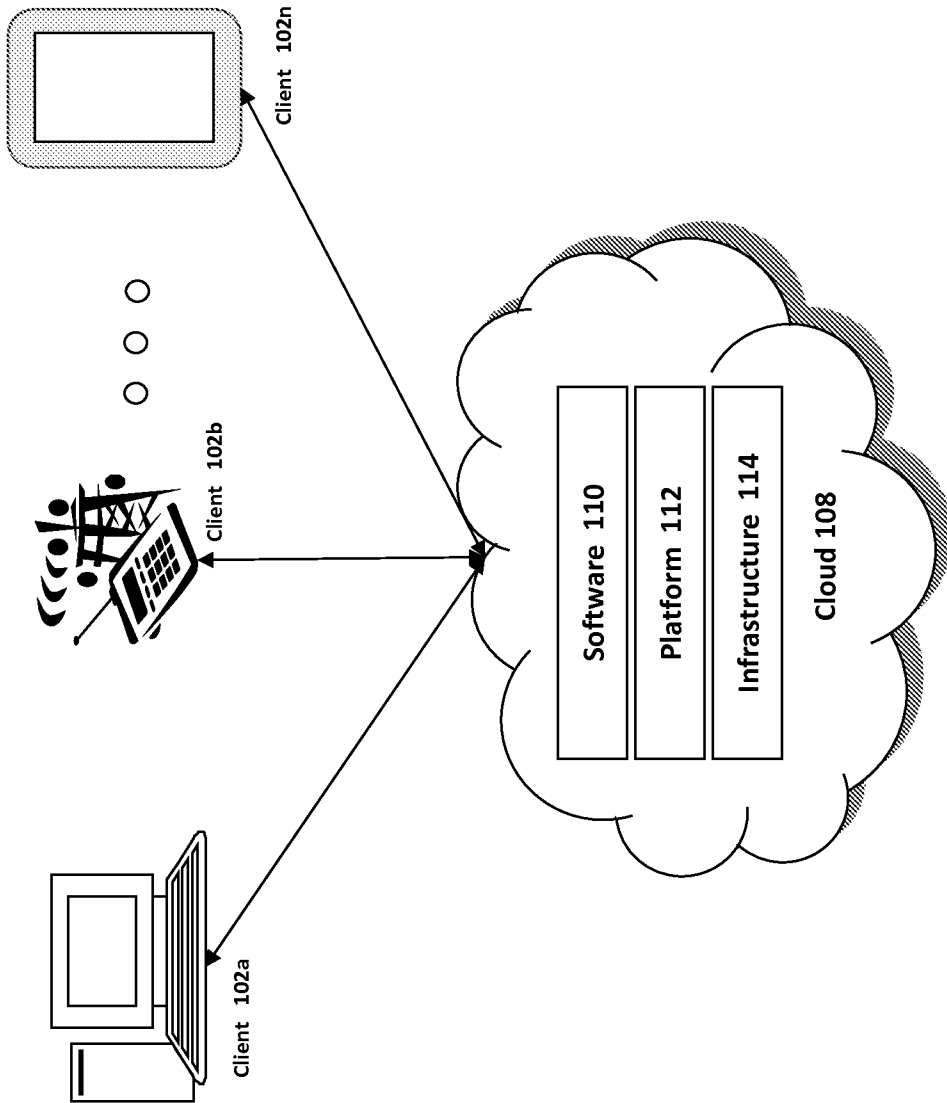 Client 102a
Client 102b
Client 102n
Software 110
Platform 112
Infrastructure 114
Cloud 108